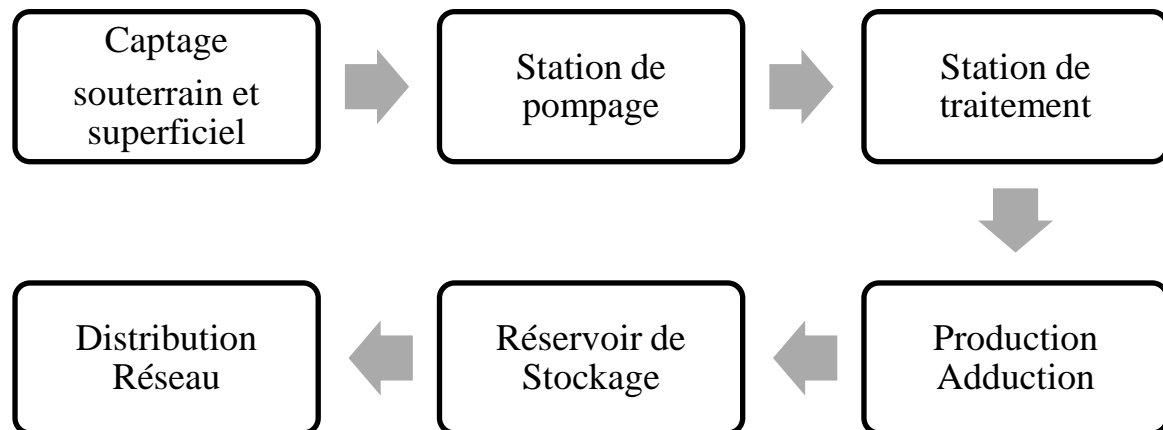 Captage
souterrain et
superficiel
Station de
pompage
Station de
traitement
Production
Adduction
Réservoir de
Stockage
Distribution
Réseau